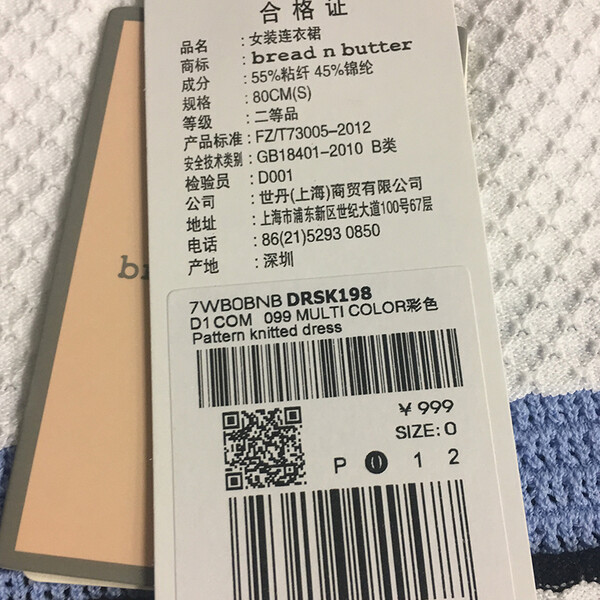 合格证
品名 : 女装连衣裙
商标 : bread n butter
成分 : 55%粘纤 45%锦纶
规格 : 80CM(S)
等级 : 二等品
产品标准 : FZ/T73005-2012
安全技术类别 : GB18401-2010 B类
检验员 : D001
公司 : 世丹(上海)商贸有限公司
地址 : 上海市浦东新区世纪大道100号67层
电话 : 86(21)5293 0850
产地 : 深圳
7WB0BNB DRSK198
D1 COM 099 MULTI COLOR彩色
Pattern knitted dress
¥ 999
SIZE: 0
P 0 1 2